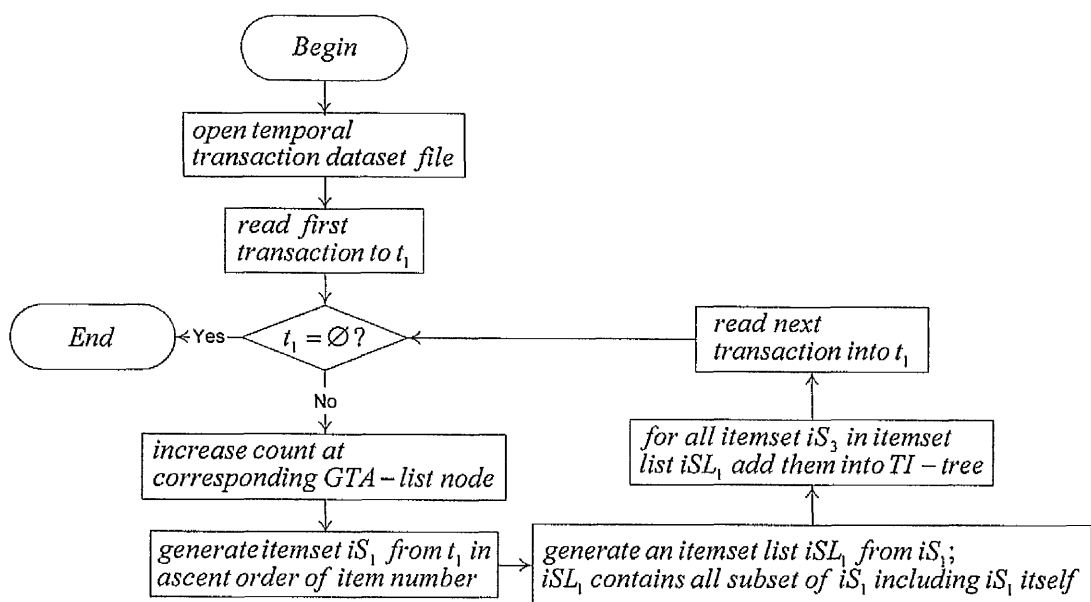 Begin
open temporal
transaction dataset file
read first
transaction to t₁
t₁ = Ø?
Yes
End
No
increase count at
corresponding GTA-list node
generate itemset iS₁ from t₁ in
ascent order of item number
generate an itemset list iSL₁ from iS₁;
iSL₁ contains all subset of iS₁ including iS₁ itself
for all itemset iS₃ in itemset
list iSL₁ add them into TI-tree
read next
transaction into t₁